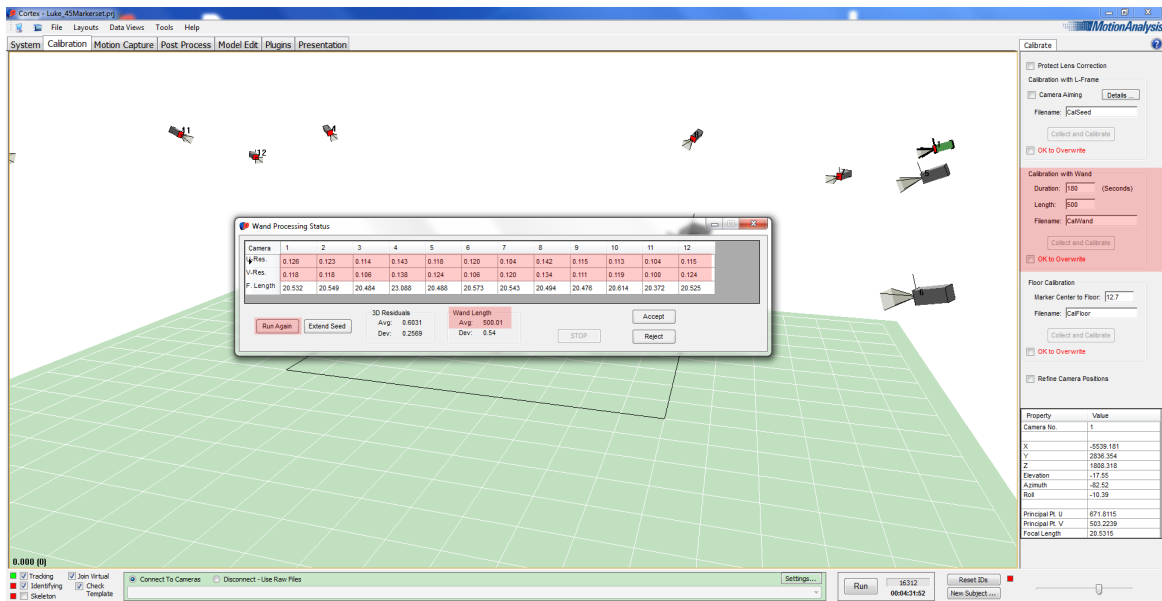 Cortex - Luke_45Markerset.prj
File Layouts Data Views Tools Help
MotionAnalysis
System Calibration Motion Capture Post Process Model Edit Plugins Presentation
Calibrate
Protect Lens Correction
Calibration with L-Frame
Camera Aiming Details ...
Filename: CalSeed
Collect and Calibrate
OK to Overwrite
Calibration with Wand
Duration: 180 (Seconds)
Length: 500
Filename: CalWand
Collect and Calibrate
OK to Overwrite
Floor Calibration
Marker Center to Floor: 12.7
Filename: CalFloor
Collect and Calibrate
OK to Overwrite
Refine Camera Positions
Property Value
Camera No. 1
X -5539.181
Y 2836.354
Z 1808.318
Elevation -17.55
Azimuth -82.52
Roll -10.39
Principal Pt. U 671.8115
Principal Pt. V 503.2239
Focal Length 20.5315
11
4
12
7
5
6
Wand Processing Status
Camera 1 2 3 4 5 6 7 8 9 10 11 12
U-Res. 0.126 0.123 0.114 0.143 0.118 0.120 0.104 0.142 0.115 0.113 0.104 0.115
V-Res. 0.118 0.118 0.106 0.138 0.124 0.106 0.120 0.134 0.111 0.119 0.100 0.124
F. Length 20.532 20.549 20.484 23.088 20.488 20.573 20.543 20.494 20.476 20.614 20.372 20.525
Run Again Extend Seed
3D Residuals
Avg: 0.6031
Dev: 0.2569
Wand Length
Avg: 500.01
Dev: 0.54
STOP
Accept
Reject
0.000 (0)
Tracking Join Virtual
Identifying Check Template
Skeleton
Connect To Cameras Disconnect - Use Raw Files Settings...
Run 16312
00:04:31:52
Reset IDs
New Subject ...